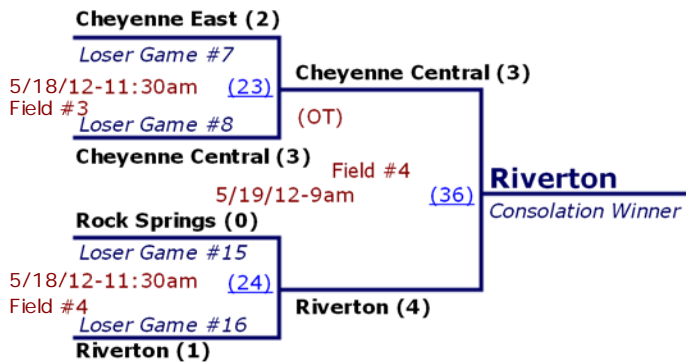 Cheyenne East (2)
Loser Game #7
5/18/12-11:30am
(23)
Field #3
Loser Game #8
Cheyenne Central (3)
Cheyenne Central (3)
(OT)
Field #4
5/19/12-9am
(36)
Riverton
Consolation Winner
Rock Springs (0)
Loser Game #15
5/18/12-11:30am
(24)
Field #4
Loser Game #16
Riverton (1)
Riverton (4)